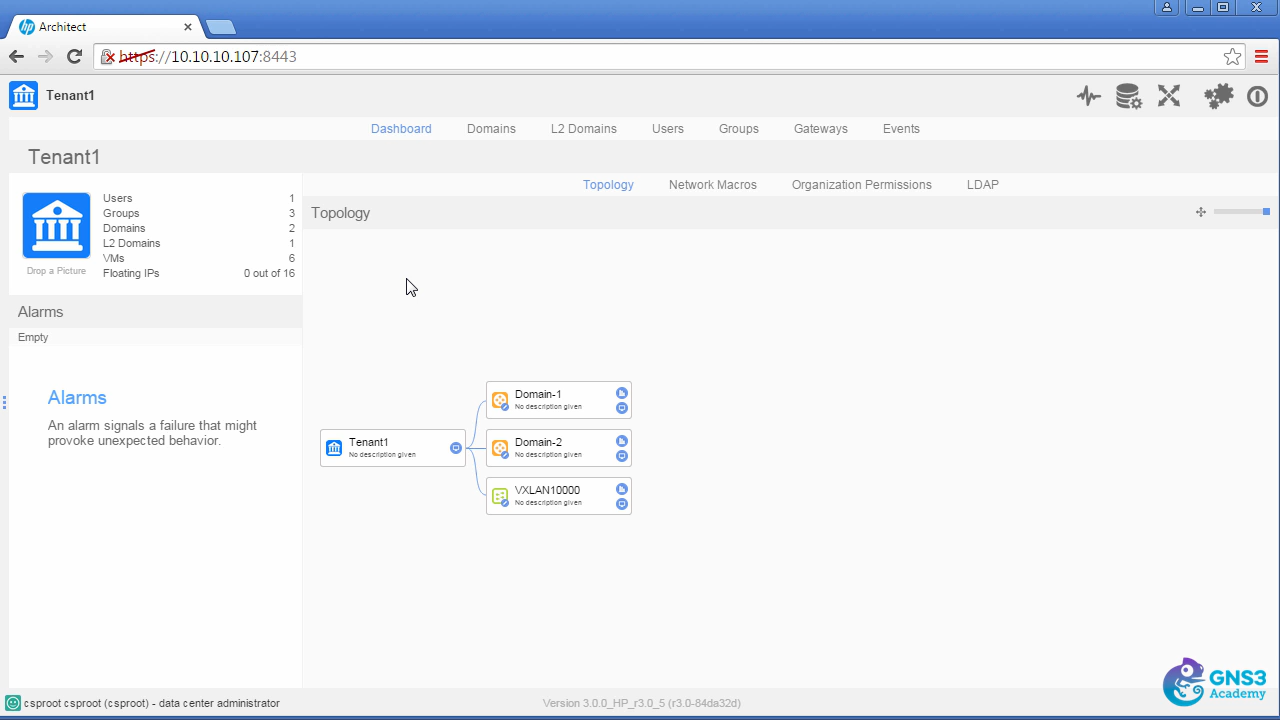 hp Architect
https://10.10.10.107:8443
Tenant1
Dashboard Domains L2 Domains Users Groups Gateways Events
Tenant1
Topology Network Macros Organization Permissions LDAP
Users 1
Groups 3
Domains 2
L2 Domains 1
VMs 6
Floating IPs 0 out of 16
Drop a Picture
Topology
Alarms
Empty
Alarms
An alarm signals a failure that might
provoke unexpected behavior.
Tenant1
No description given
Domain-1
No description given
Domain-2
No description given
VXLAN10000
No description given
GNS3
Academy
csproot csproot (csproot) - data center administrator
Version 3.0.0_HP_r3.0_5 (r3.0-84da32d)